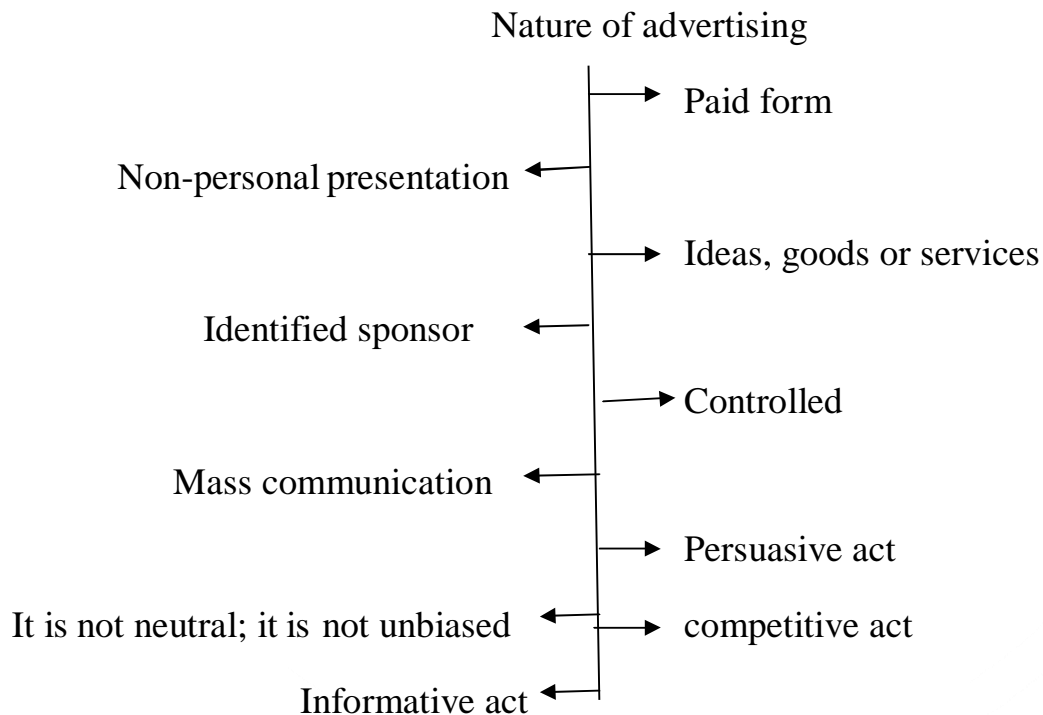 Nature of advertising
Paid form
Non-personal presentation
Ideas, goods or services
Identified sponsor
Controlled
Mass communication
Persuasive act
It is not neutral; it is not unbiased
competitive act
Informative act